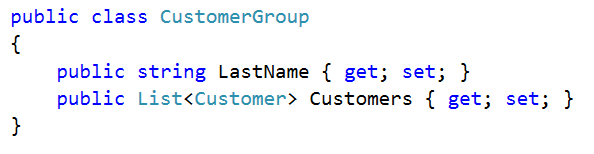 public class CustomerGroup
{
    public string LastName { get; set; }
    public List<Customer> Customers { get; set; }
}